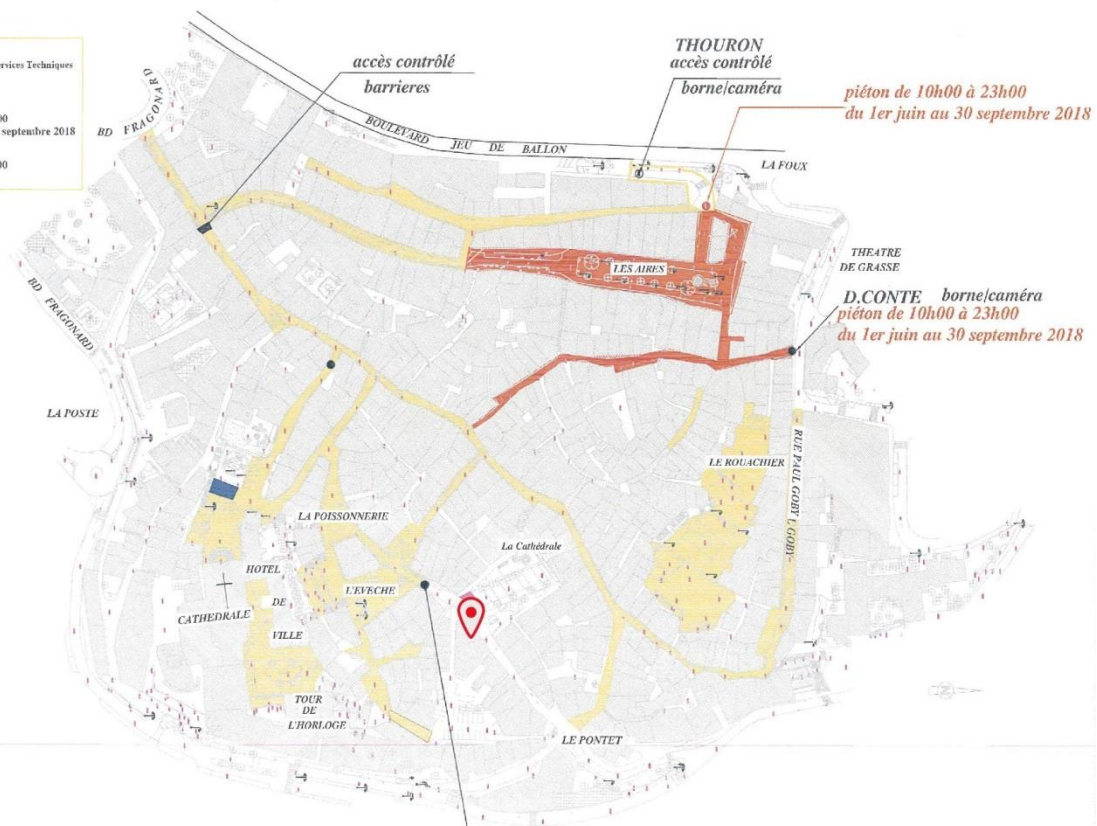 ervices Techniques
00
septembre 2018
00
BD FRAGONARD
accès contrôlé
barrieres
BOULEVARD JEU DE BALLON
THOURON
accès contrôlé
borne/caméra
piéton de 10h00 à 23h00
du 1er juin au 30 septembre 2018
LA FOUX
BD FRAGONARD
LES AIRES
THEATRE
DE GRASSE
D.CONTE borne/caméra
piéton de 10h00 à 23h00
du 1er juin au 30 septembre 2018
LA POSTE
LE ROUACHIER
RUE PAUL GOBY
GOBY
LA POISSONNERIE
La Cathédrale
HOTEL
DE
VILLE
L'EVECHE
CATHEDRALE
TOUR
DE
L'HORLOGE
LE PONTET